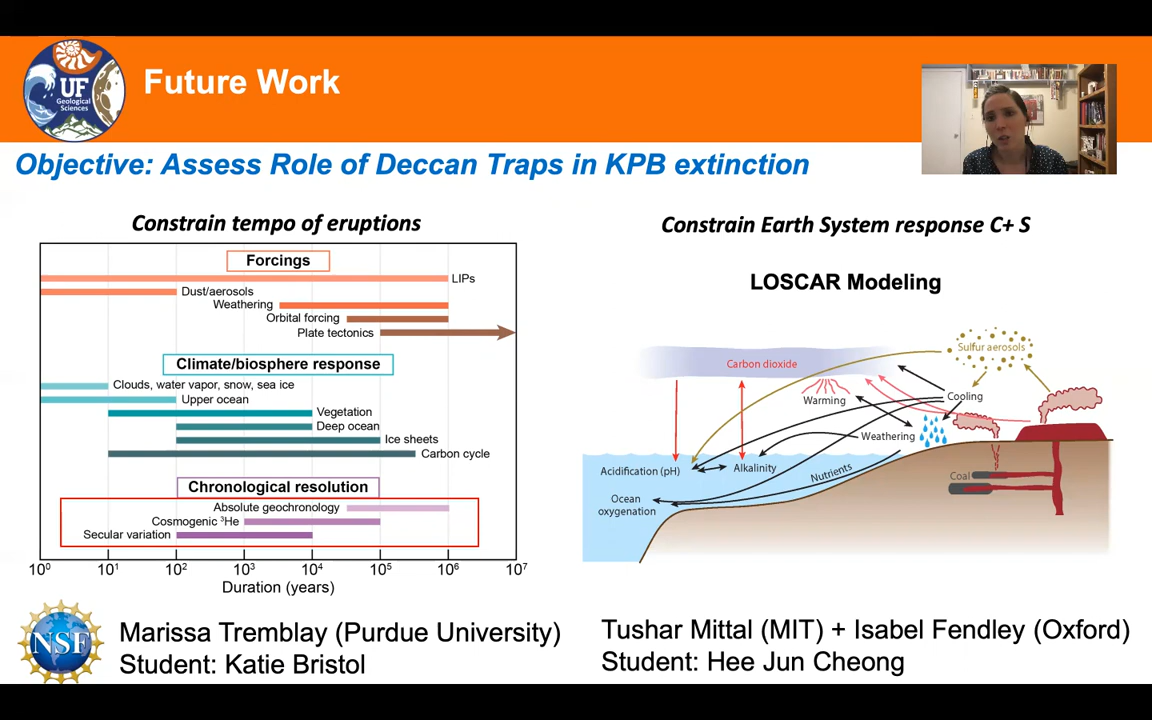 UF
Geological
Sciences
Future Work
Objective: Assess Role of Deccan Traps in KPB extinction
Constrain tempo of eruptions
Forcings
LIPs
Dust/aerosols
Weathering
Orbital forcing
Plate tectonics
Climate/biosphere response
Clouds, water vapor, snow, sea ice
Upper ocean
Vegetation
Deep ocean
Ice sheets
Carbon cycle
Chronological resolution
Absolute geochronology
Cosmogenic ³He
Secular variation
10⁰ 10¹ 10² 10³ 10⁴ 10⁵ 10⁶ 10⁷
Duration (years)
Constrain Earth System response C+ S
LOSCAR Modeling
Sulfur aerosols
Carbon dioxide
Warming
Cooling
Weathering
Acidification (pH)
Alkalinity
Nutrients
Coal
Ocean
oxygenation
NSF
Marissa Tremblay (Purdue University)
Student: Katie Bristol
Tushar Mittal (MIT) + Isabel Fendley (Oxford)
Student: Hee Jun Cheong